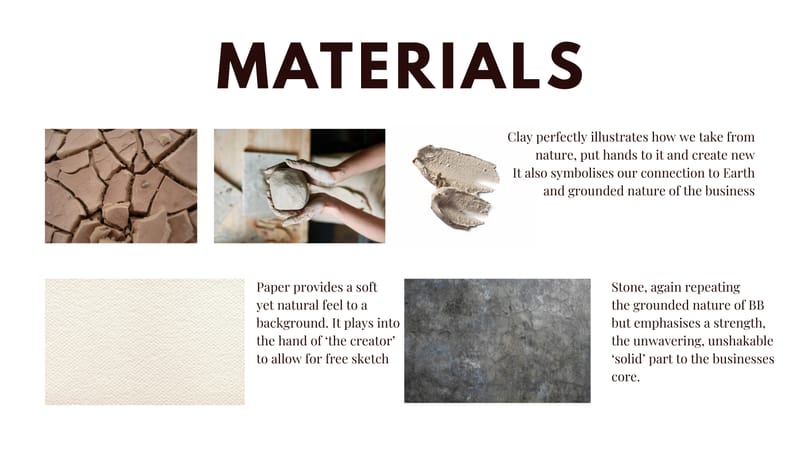 MATERIALS
Clay perfectly illustrates how we take from
nature, put hands to it and create new
It also symbolises our connection to Earth
and grounded nature of the business
Paper provides a soft
yet natural feel to a
background. It plays into
the hand of ‘the creator’
to allow for free sketch
Stone, again repeating
the grounded nature of BB
but emphasises a strength,
the unwavering, unshakable
‘solid’ part to the businesses
core.